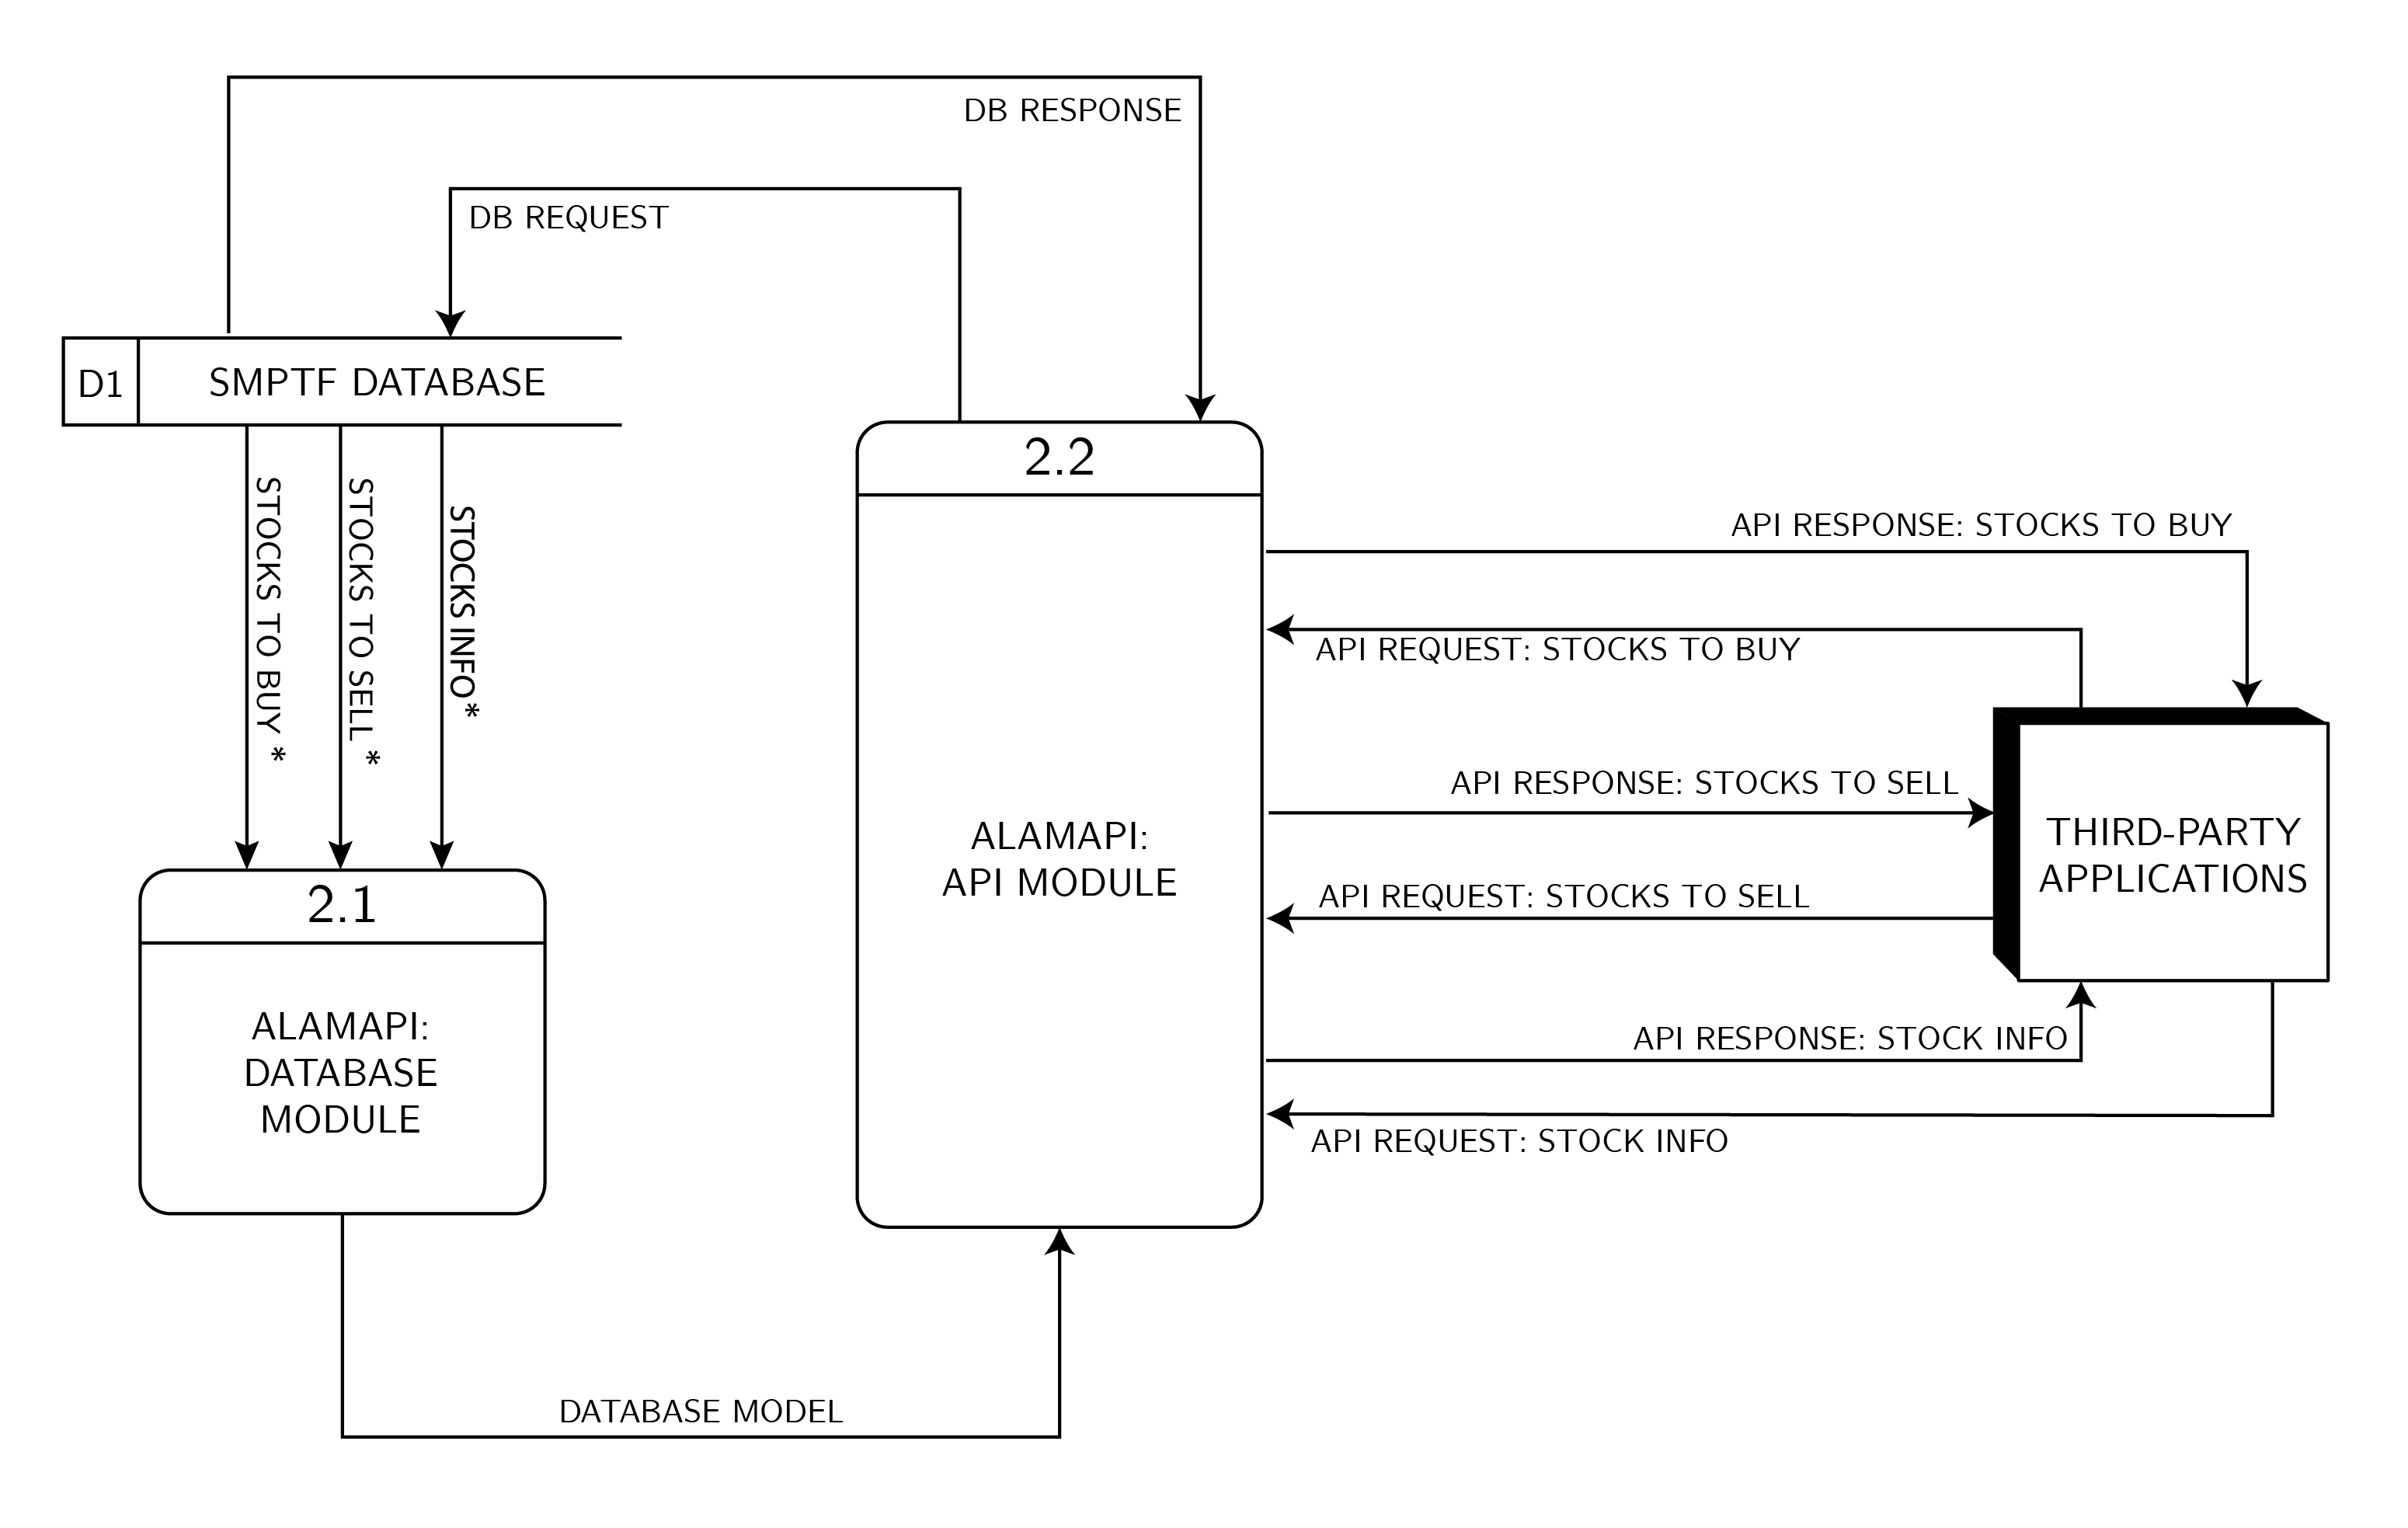 DB RESPONSE
DB REQUEST
D1
SMPTF DATABASE
STOCKS TO BUY *
STOCKS TO SELL *
STOCKS INFO*
2.1
ALAMAPI:
DATABASE
MODULE
DATABASE MODEL
2.2
ALAMAPI:
API MODULE
API RESPONSE: STOCKS TO BUY
API REQUEST: STOCKS TO BUY
API RESPONSE: STOCKS TO SELL
API REQUEST: STOCKS TO SELL
API RESPONSE: STOCK INFO
API REQUEST: STOCK INFO
THIRD-PARTY
APPLICATIONS